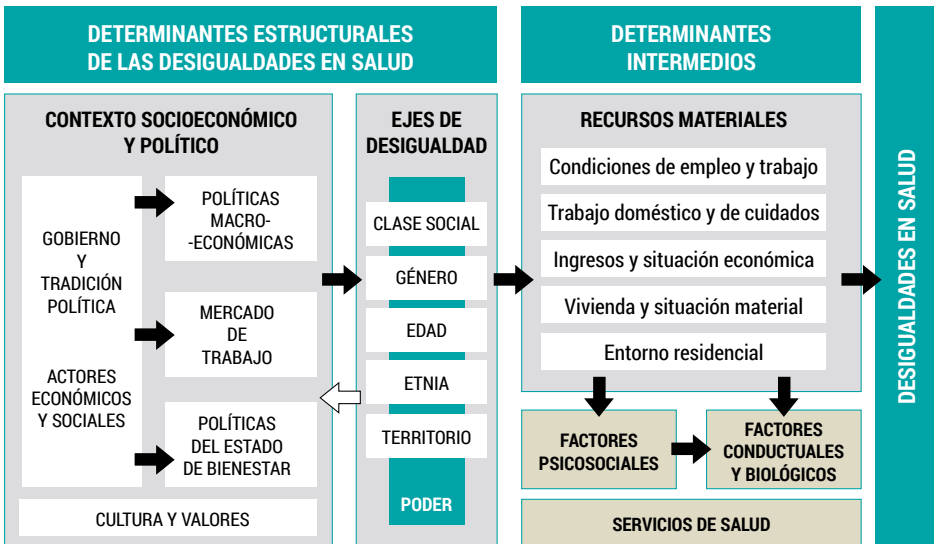 DETERMINANTES ESTRUCTURALES
DE LAS DESIGUALDADES EN SALUD
CONTEXTO SOCIOECONÓMICO
Y POLÍTICO
GOBIERNO
Y
TRADICIÓN
POLÍTICA
ACTORES
ECONÓMICOS
Y SOCIALES
POLÍTICAS
MACRO-
-ECONÓMICAS
MERCADO
DE
TRABAJO
POLÍTICAS
DEL ESTADO
DE BIENESTAR
CULTURA Y VALORES
EJES DE
DESIGUALDAD
CLASE SOCIAL
GÉNERO
EDAD
ETNIA
TERRITORIO
PODER
DETERMINANTES
INTERMEDIOS
RECURSOS MATERIALES
Condiciones de empleo y trabajo
Trabajo doméstico y de cuidados
Ingresos y situación económica
Vivienda y situación material
Entorno residencial
FACTORES
PSICOSOCIALES
FACTORES
CONDUCTUALES
Y BIOLÓGICOS
SERVICIOS DE SALUD
DESIGUALDADES EN SALUD